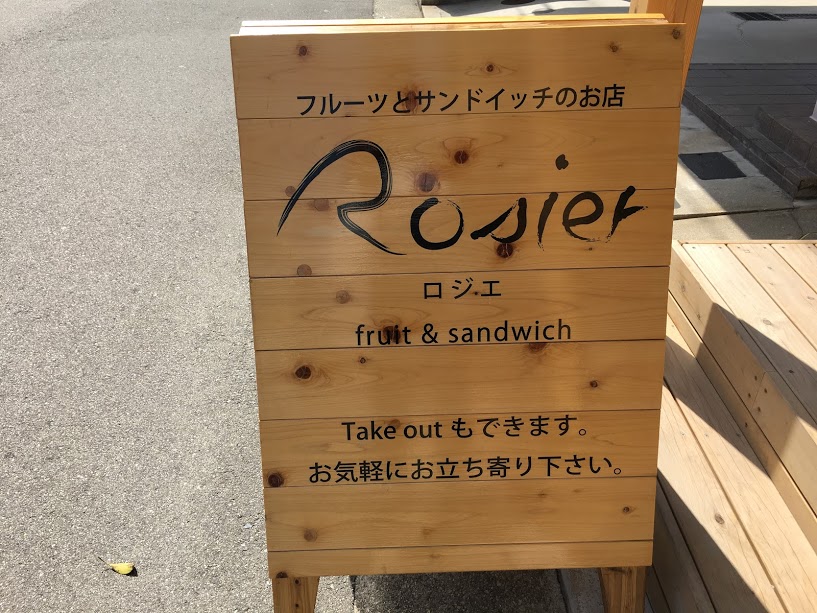 フルーツとサンドイッチのお店
Rosier
ロジエ
fruit & sandwich
Take out もできます。
お気軽にお立ち寄り下さい。